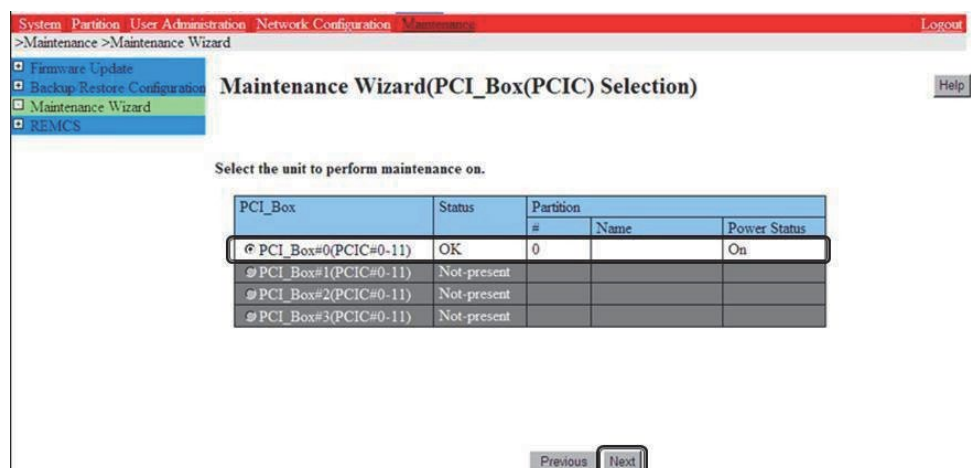 System Partition User Administration Network Configuration Maintenance Logout
>Maintenance >Maintenance Wizard
Firmware Update
Backup/Restore Configuration
Maintenance Wizard
REMCS
Maintenance Wizard(PCI_Box(PCIC) Selection)
Help
Select the unit to perform maintenance on.
PCI_Box Status Partition
# Name Power Status
PCI_Box#0(PCIC#0-11) OK 0 On
PCI_Box#1(PCIC#0-11) Not-present
PCI_Box#2(PCIC#0-11) Not-present
PCI_Box#3(PCIC#0-11) Not-present
Previous Next